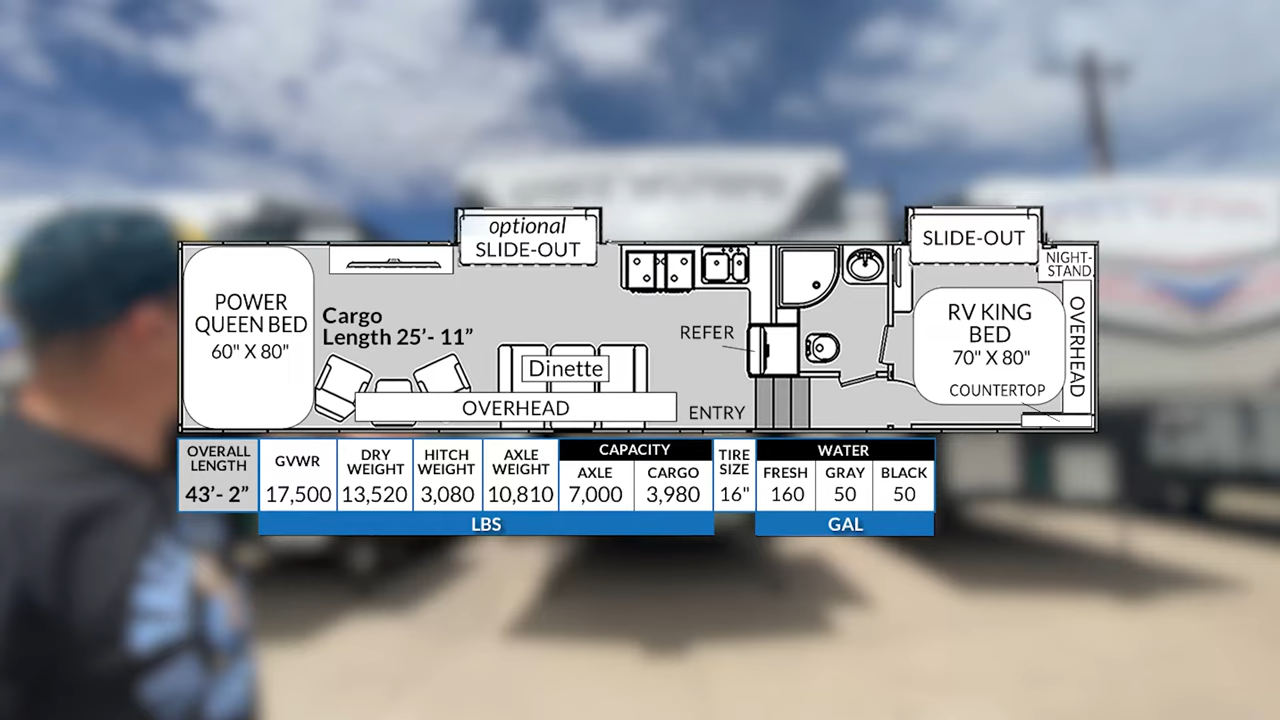 optional
SLIDE-OUT
SLIDE-OUT
NIGHT-
STAND
POWER
QUEEN BED
60" X 80"
Cargo
Length 25’- 11”
REFER
RV KING
BED
70" X 80"
OVERHEAD
COUNTERTOP
Dinette
OVERHEAD
ENTRY
OVERALL
LENGTH
43’- 2”
GVWR
17,500
DRY
WEIGHT
13,520
HITCH
WEIGHT
3,080
AXLE
WEIGHT
10,810
CAPACITY
AXLE
7,000
CARGO
3,980
TIRE
SIZE
16"
WATER
FRESH
160
GRAY
50
BLACK
50
LBS
GAL